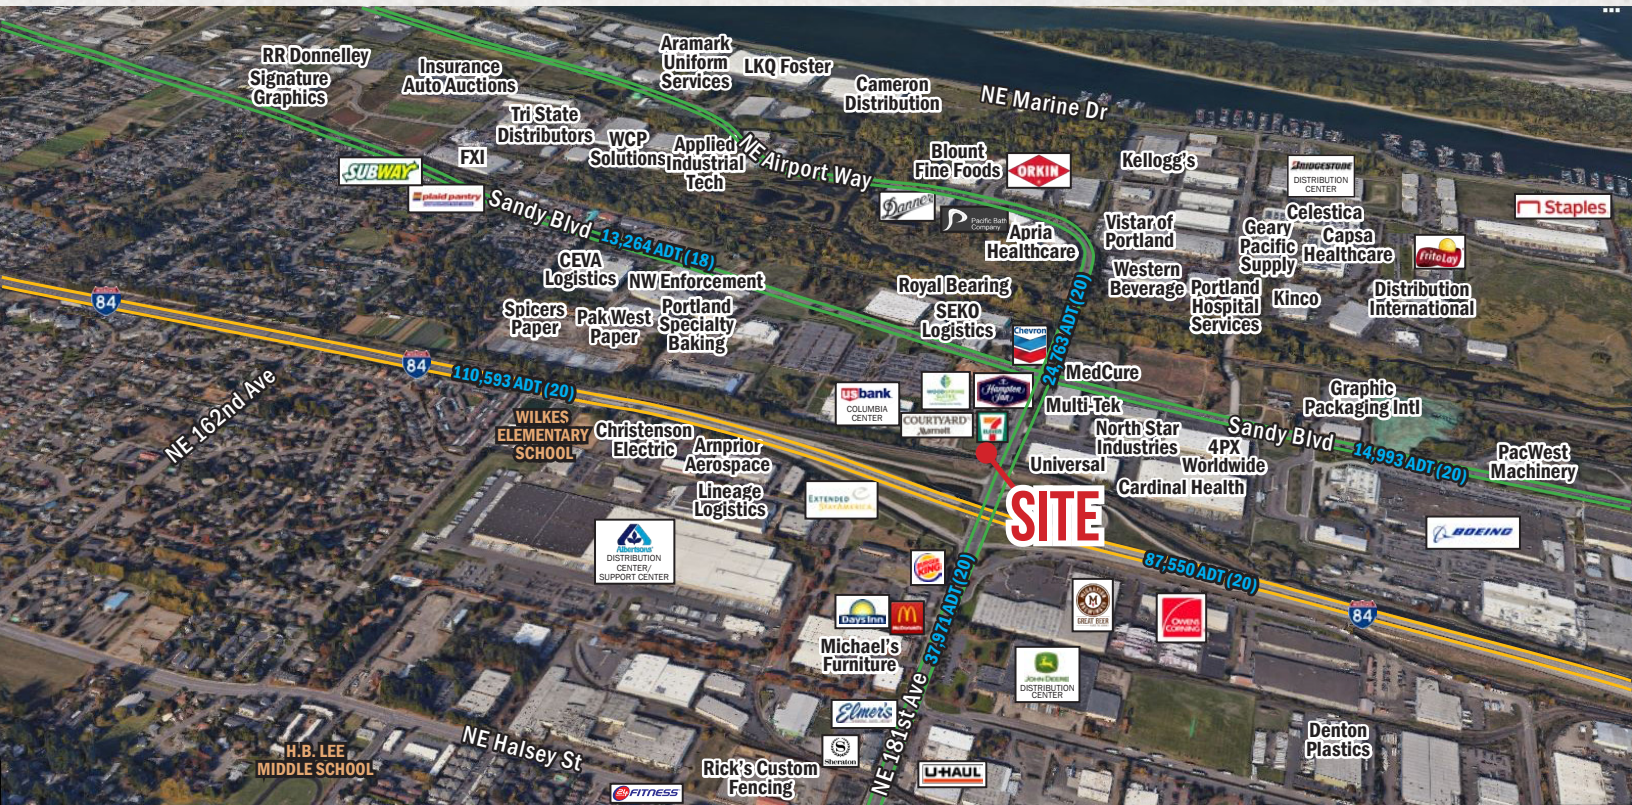 RR Donnelley
Signature
Graphics
Insurance
Auto Auctions
Aramark
Uniform
Services
LKQ Foster
Cameron
Distribution
NE Marine Dr
Tri State
Distributors
FXI
WCP
Solutions
Applied
Industrial
Tech
NE Airport Way
Blount
Fine Foods
ORKIN
Kellogg's
BRIDGESTONE
DISTRIBUTION
CENTER
Staples
SUBWAY
plaid pantry
Sandy Blvd
13,264 ADT (18)
Danner
Pacific Bath
Company
Apria
Healthcare
Vistar of
Portland
Geary
Pacific
Supply
Celestica
Capsa
Healthcare
Frito Lay
CEVA
Logistics
NW Enforcement
Royal Bearing
SEKO
Logistics
Western
Beverage
Portland
Hospital
Services
Kinco
Distribution
International
Spicers
Paper
Pak West
Paper
Portland
Specialty
Baking
Chevron
24,763 ADT (20)
84
84
110,593 ADT (20)
NE 162nd Ave
MedCure
usbank
COLUMBIA
CENTER
Hampton
Inn
COURTYARD
Marriott
7
ELEVEN
Multi-Tek
North Star
Industries
4PX
Worldwide
Graphic
Packaging Intl
Sandy Blvd
14,993 ADT (20)
PacWest
Machinery
WILKES
ELEMENTARY
SCHOOL
Christenson
Electric
Arnprior
Aerospace
Lineage
Logistics
Universal
Cardinal Health
SITE
EXTENDED
STAYAMERICA
Albertsons
DISTRIBUTION
CENTER/
SUPPORT CENTER
BOEING
BURGER
KING
87,550 ADT (20)
84
Days Inn
McDonald's
37,971 ADT (20)
M
GREAT BEER
OWENS
CORNING
Michael's
Furniture
JOHN DEERE
DISTRIBUTION
CENTER
Elmer's
NE 181st Ave
S
Sheraton
U-HAUL
Denton
Plastics
NE Halsey St
H.B. LEE
MIDDLE SCHOOL
Rick's Custom
Fencing
24 FITNESS